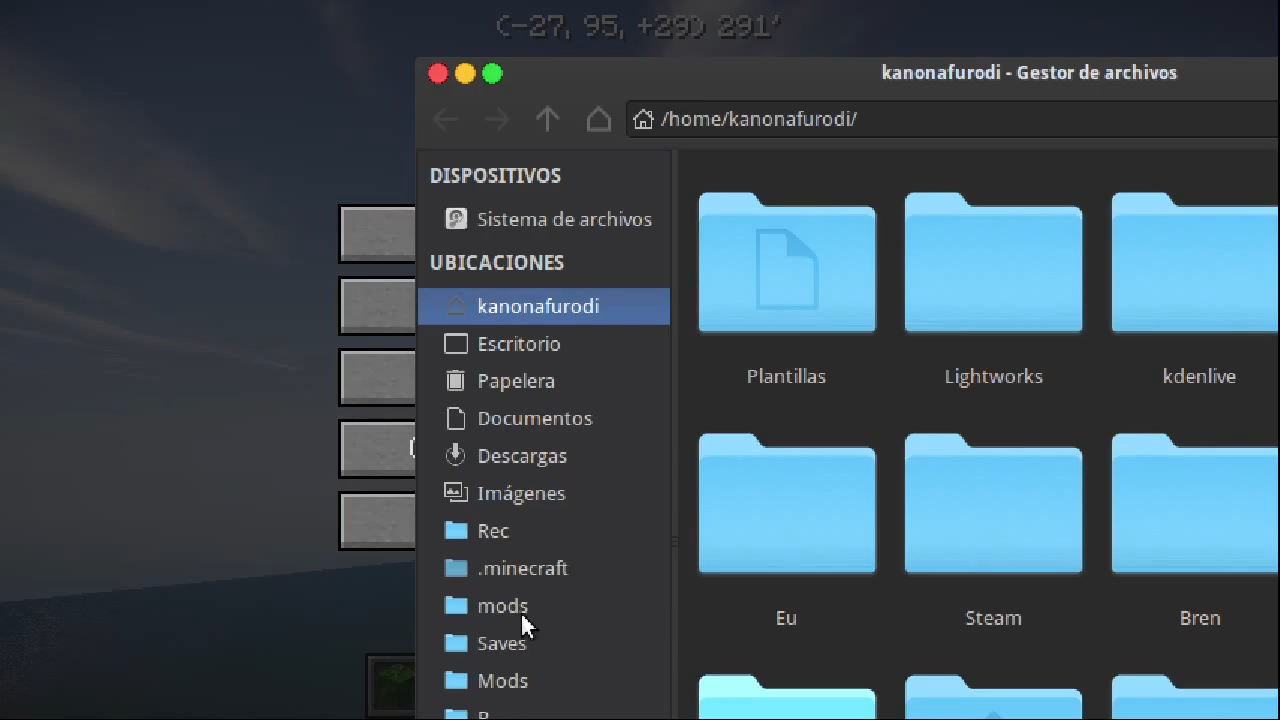 (-27, 95, +29) 291'
kanonafurodi - Gestor de archivos
/home/kanonafurodi/
DISPOSITIVOS
Sistema de archivos
UBICACIONES
kanonafurodi
Escritorio
Papelera
Documentos
Descargas
Imágenes
Rec
.minecraft
mods
Saves
Mods
Plantillas
Lightworks
kdenlive
Eu
Steam
Bren